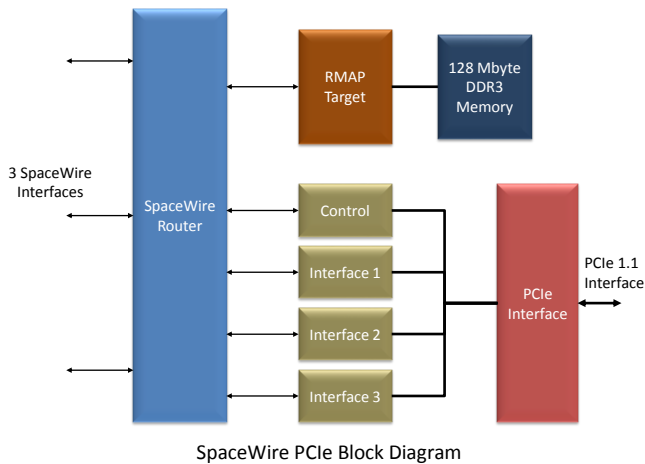 3 SpaceWire
Interfaces
SpaceWire
Router
RMAP
Target
128 Mbyte
DDR3
Memory
Control
Interface 1
Interface 2
Interface 3
PCIe
Interface
PCIe 1.1
Interface
SpaceWire PCIe Block Diagram